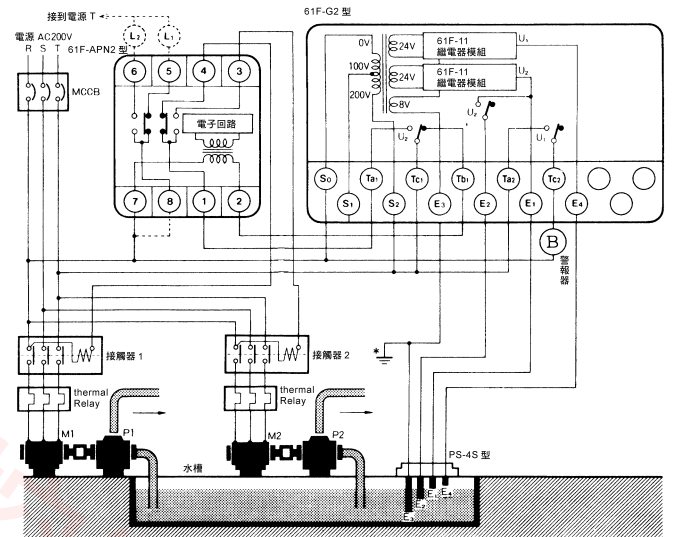 61F-G2 型
接到電源 T
電源 AC200V
R S T
61F-APN2 型
L₂
L₁
MCCB
6
5
4
3
電子回路
7
8
1
2
0V
100V
200V
24V
24V
8V
61F-11
繼電器模組
61F-11
繼電器模組
U₁
U₂
U₂
U₂
U₁
S₀
Ta₁
Tc₁
Tb₁
Ta₂
Tc₂
S₁
S₂
E₃
E₂
E₁
E₄
B
警報器
*
接觸器 1
接觸器 2
thermal
Relay
thermal
Relay
M1
P1
M2
P2
PS-4S 型
水槽
E₃
E₂
E₁
E₄